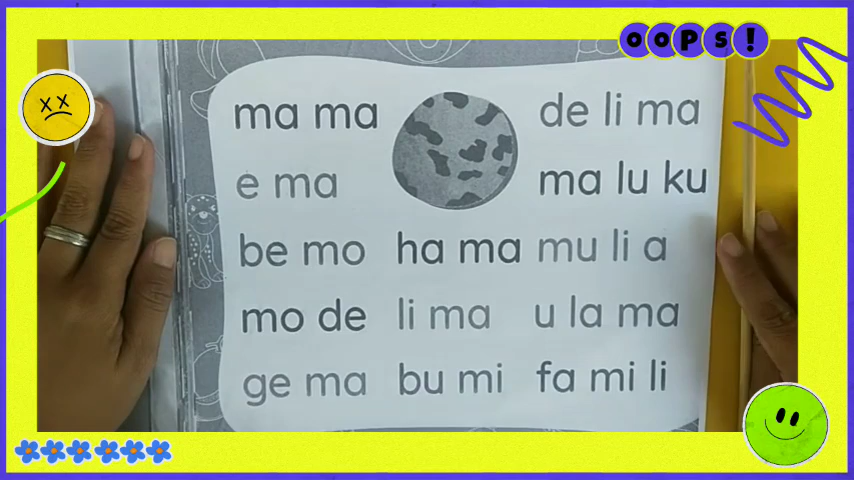 OOPS!
ma ma de li ma
e ma ma lu ku
be mo ha ma mu li a
mo de li ma u la ma
ge ma bu mi fa mi li